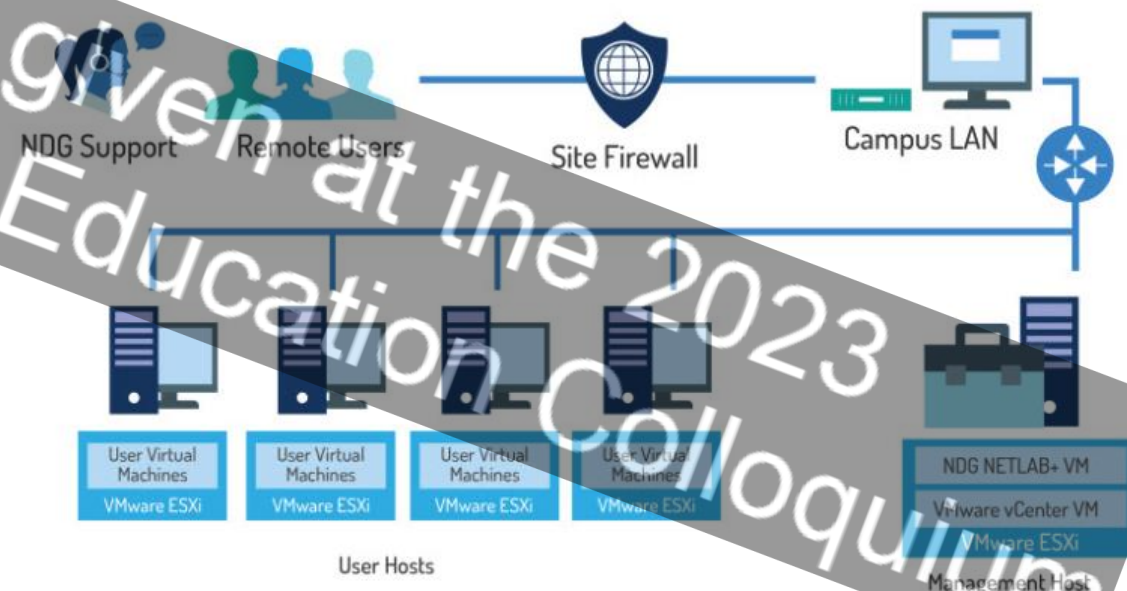 given at the 2023
Education Colloquium
NDG Support
Remote Users
Site Firewall
Campus LAN
User Virtual
Machines
VMware ESXi
User Virtual
Machines
VMware ESXi
User Virtual
Machines
VMware ESXi
User Virtual
Machines
VMware ESXi
NDG NETLAB+ VM
VMware vCenter VM
VMware ESXi
User Hosts
Management Host